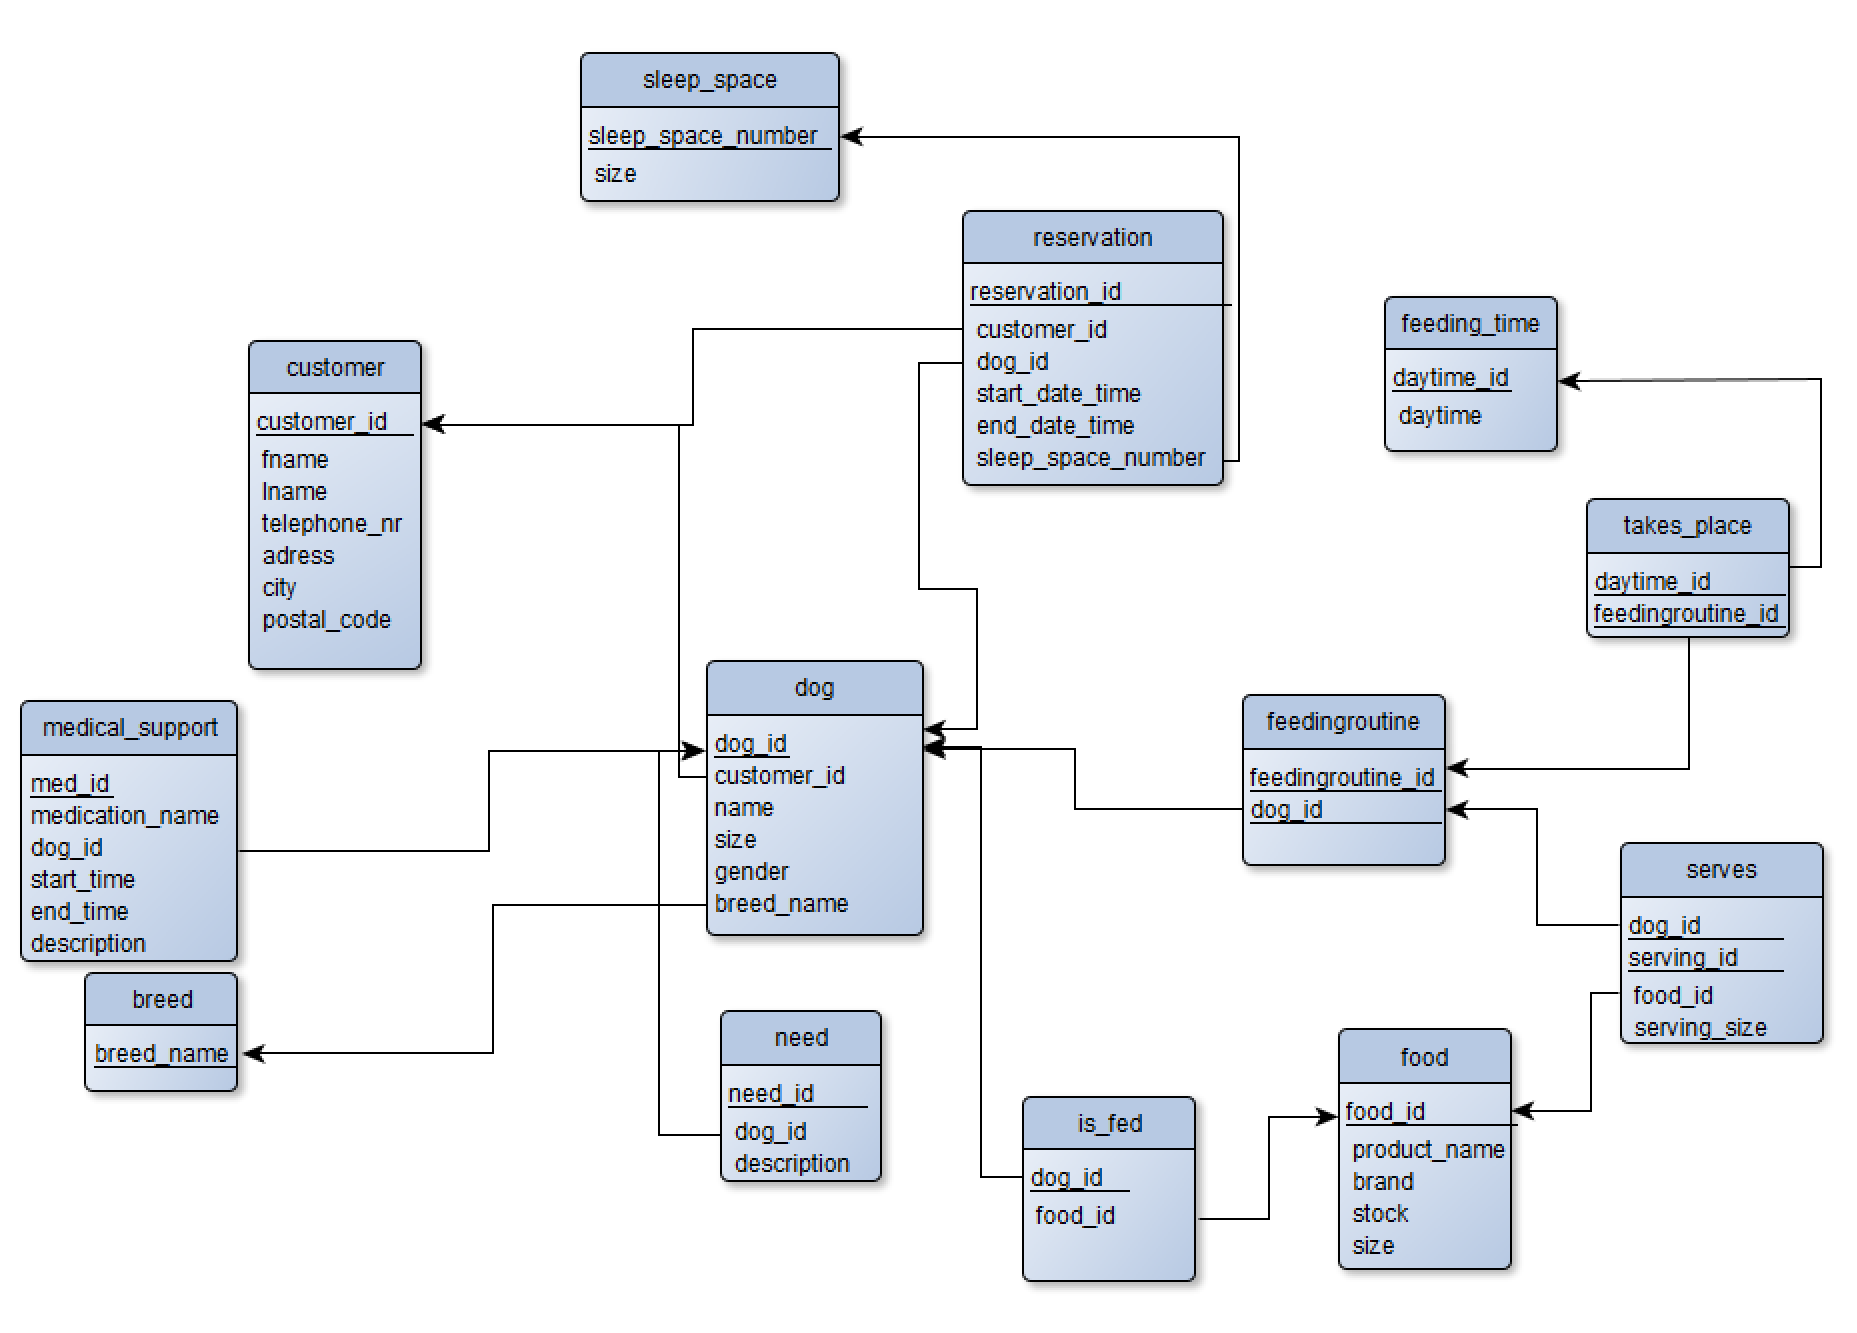 sleep_space
sleep_space_number
size
reservation
reservation_id
customer_id
dog_id
start_date_time
end_date_time
sleep_space_number
feeding_time
daytime_id
daytime
customer
customer_id
fname
lname
telephone_nr
adress
city
postal_code
takes_place
daytime_id
feedingroutine_id
dog
dog_id
customer_id
name
size
gender
breed_name
medical_support
med_id
medication_name
dog_id
start_time
end_time
description
feedingroutine
feedingroutine_id
dog_id
serves
dog_id
serving_id
food_id
serving_size
breed
breed_name
need
need_id
dog_id
description
is_fed
dog_id
food_id
food
food_id
product_name
brand
stock
size